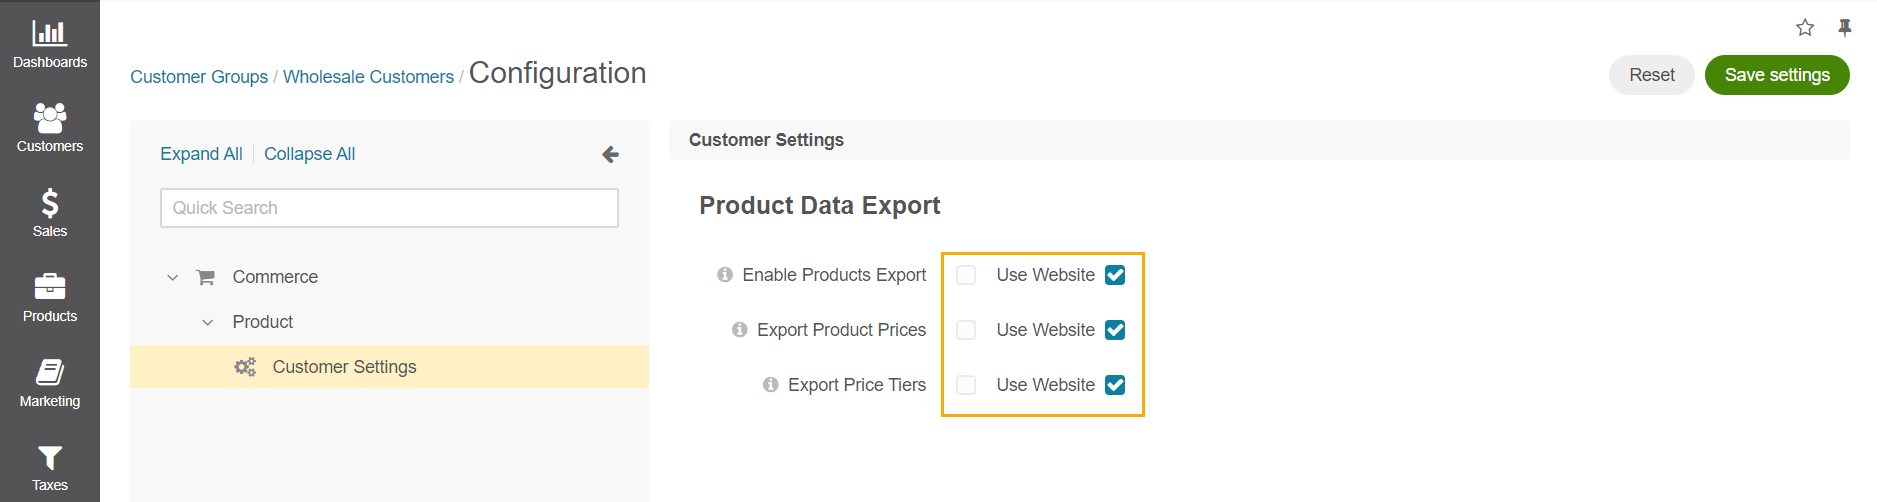 Dashboards
Customers
Sales
Products
Marketing
Taxes
Customer Groups / Wholesale Customers / Configuration
Reset
Save settings
Expand All
Collapse All
Quick Search
Commerce
Product
Customer Settings
Customer Settings
Product Data Export
Enable Products Export Use Website
Export Product Prices Use Website
Export Price Tiers Use Website